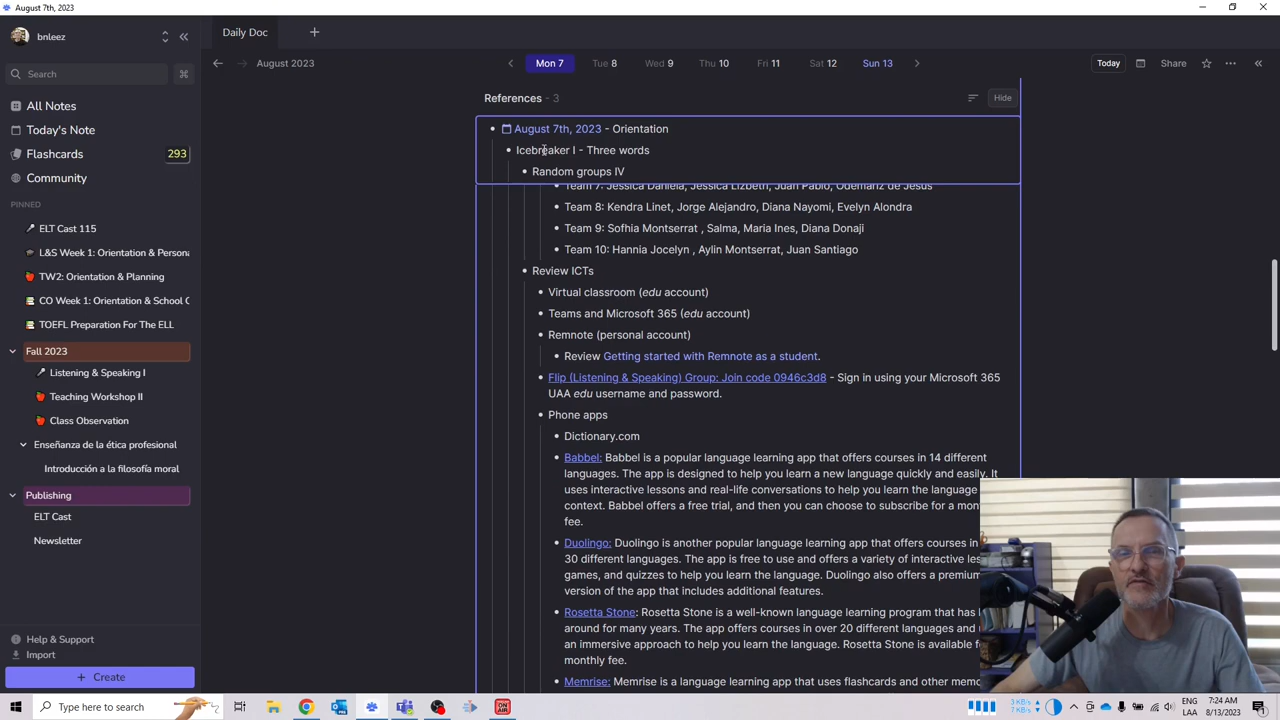 August 7th, 2023
bnleez
Daily Doc
Search
August 2023
Mon 7
Tue 8
Wed 9
Thu 10
Fri 11
Sat 12
Sun 13
Today
Share
All Notes
Today's Note
Flashcards
293
Community
PINNED
ELT Cast 115
L&S Week 1: Orientation & Persona
TW2: Orientation & Planning
CO Week 1: Orientation & School C
TOEFL Preparation For The ELL
Fall 2023
Listening & Speaking I
Teaching Workshop II
Class Observation
Enseñanza de la ética profesional
Introducción a la filosofía moral
Publishing
ELT Cast
Newsletter
Help & Support
Import
Create
References - 3
Hide
August 7th, 2023 - Orientation
Icebreaker I - Three words
Random groups IV
Team 7: Jessica Daniela, Jessica Lizbeth, Juan Pablo, Odemariz de Jesus
Team 8: Kendra Linet, Jorge Alejandro, Diana Nayomi, Evelyn Alondra
Team 9: Sofhia Montserrat , Salma, Maria Ines, Diana Donaji
Team 10: Hannia Jocelyn , Aylin Montserrat, Juan Santiago
Review ICTs
Virtual classroom (edu account)
Teams and Microsoft 365 (edu account)
Remnote (personal account)
Review Getting started with Remnote as a student.
Flip (Listening & Speaking) Group: Join code 0946c3d8 - Sign in using your Microsoft 365
UAA edu username and password.
Phone apps
Dictionary.com
Babbel: Babbel is a popular language learning app that offers courses in 14 different
languages. The app is designed to help you learn a new language quickly and easily. It
uses interactive lessons and real-life conversations to help you learn the language
context. Babbel offers a free trial, and then you can choose to subscribe for a mon
fee.
Duolingo: Duolingo is another popular language learning app that offers courses in
30 different languages. The app is free to use and offers a variety of interactive les
games, and quizzes to help you learn the language. Duolingo also offers a premium
version of the app that includes additional features.
Rosetta Stone: Rosetta Stone is a well-known language learning program that has
around for many years. The app offers courses in over 20 different languages and
an immersive approach to help you learn the language. Rosetta Stone is available f
monthly fee.
Memrise: Memrise is a language learning app that uses flashcards and other memo
Type here to search
3 KB/s
7 KB/s
ENG
LAA
7:24 AM
8/13/2023